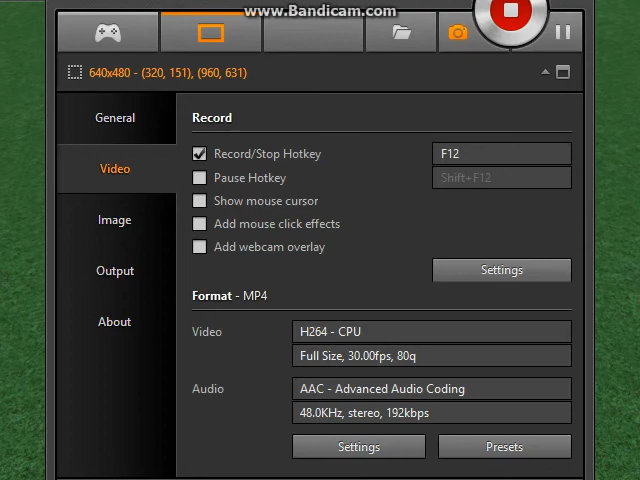 www.Bandicam.com
640x480 - (320, 151), (960, 631)
General
Video
Image
Output
About
Record
Record/Stop Hotkey
F12
Pause Hotkey
Shift+F12
Show mouse cursor
Add mouse click effects
Add webcam overlay
Settings
Format - MP4
Video
H264 - CPU
Full Size, 30.00fps, 80q
Audio
AAC - Advanced Audio Coding
48.0KHz, stereo, 192kbps
Settings
Presets